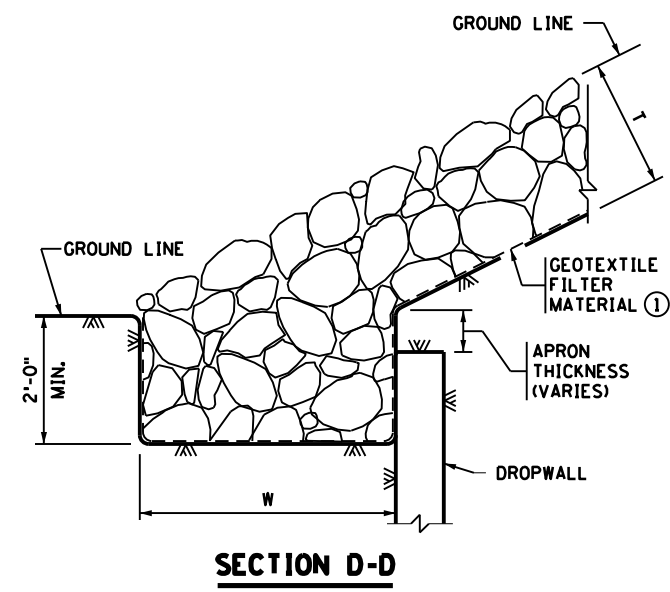 GROUND LINE
T
GROUND LINE
GEOTEXTILE
FILTER
MATERIAL 1
2'-0"
MIN.
APRON
THICKNESS
(VARIES)
DROPWALL
W
SECTION D-D